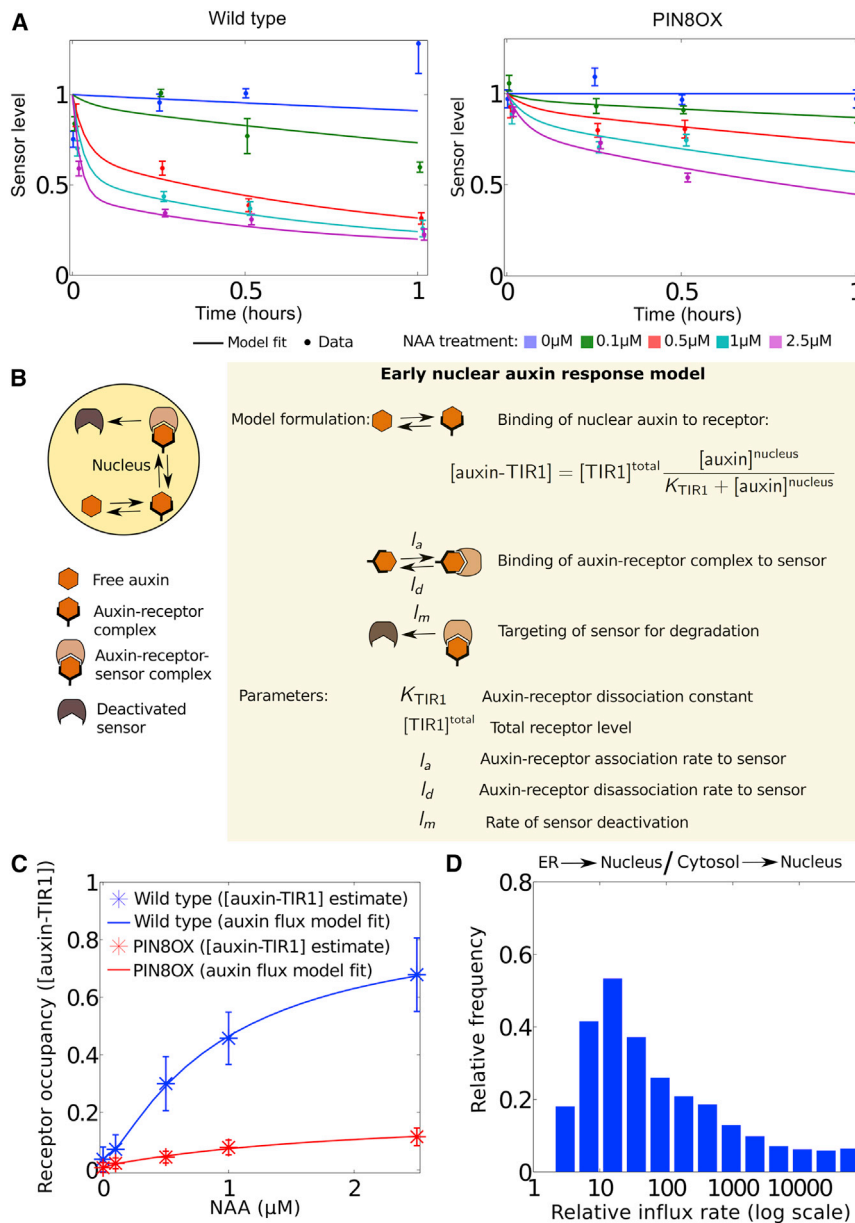 A
Wild type
PIN8OX
Sensor level
1
0.5
0
0
0.5
1
Time (hours)
Sensor level
1
0.5
0
0
0.5
1
Time (hours)
Model fit
Data
NAA treatment:
0µM
0.1µM
0.5µM
1µM
2.5µM
B
Nucleus
Free auxin
Auxin-receptor
complex
Auxin-receptor-
sensor complex
Deactivated
sensor
Early nuclear auxin response model
Model formulation:
Binding of nuclear auxin to receptor:
[auxin-TIR1] = [TIR1]^total [auxin]^nucleus / K_TIR1 + [auxin]^nucleus
l_a
l_d
Binding of auxin-receptor complex to sensor
l_m
Targeting of sensor for degradation
Parameters:
K_TIR1 Auxin-receptor dissociation constant
[TIR1]^total Total receptor level
l_a Auxin-receptor association rate to sensor
l_d Auxin-receptor disassociation rate to sensor
l_m Rate of sensor deactivation
C
Receptor occupancy ([auxin-TIR1])
1
0.8
0.6
0.4
0.2
0
0
1
2
NAA (µM)
Wild type ([auxin-TIR1] estimate)
Wild type (auxin flux model fit)
PIN8OX ([auxin-TIR1] estimate)
PIN8OX (auxin flux model fit)
D
ER → Nucleus / Cytosol → Nucleus
Relative frequency
0.8
0.6
0.4
0.2
0
1
10
100
1000
10000
Relative influx rate (log scale)